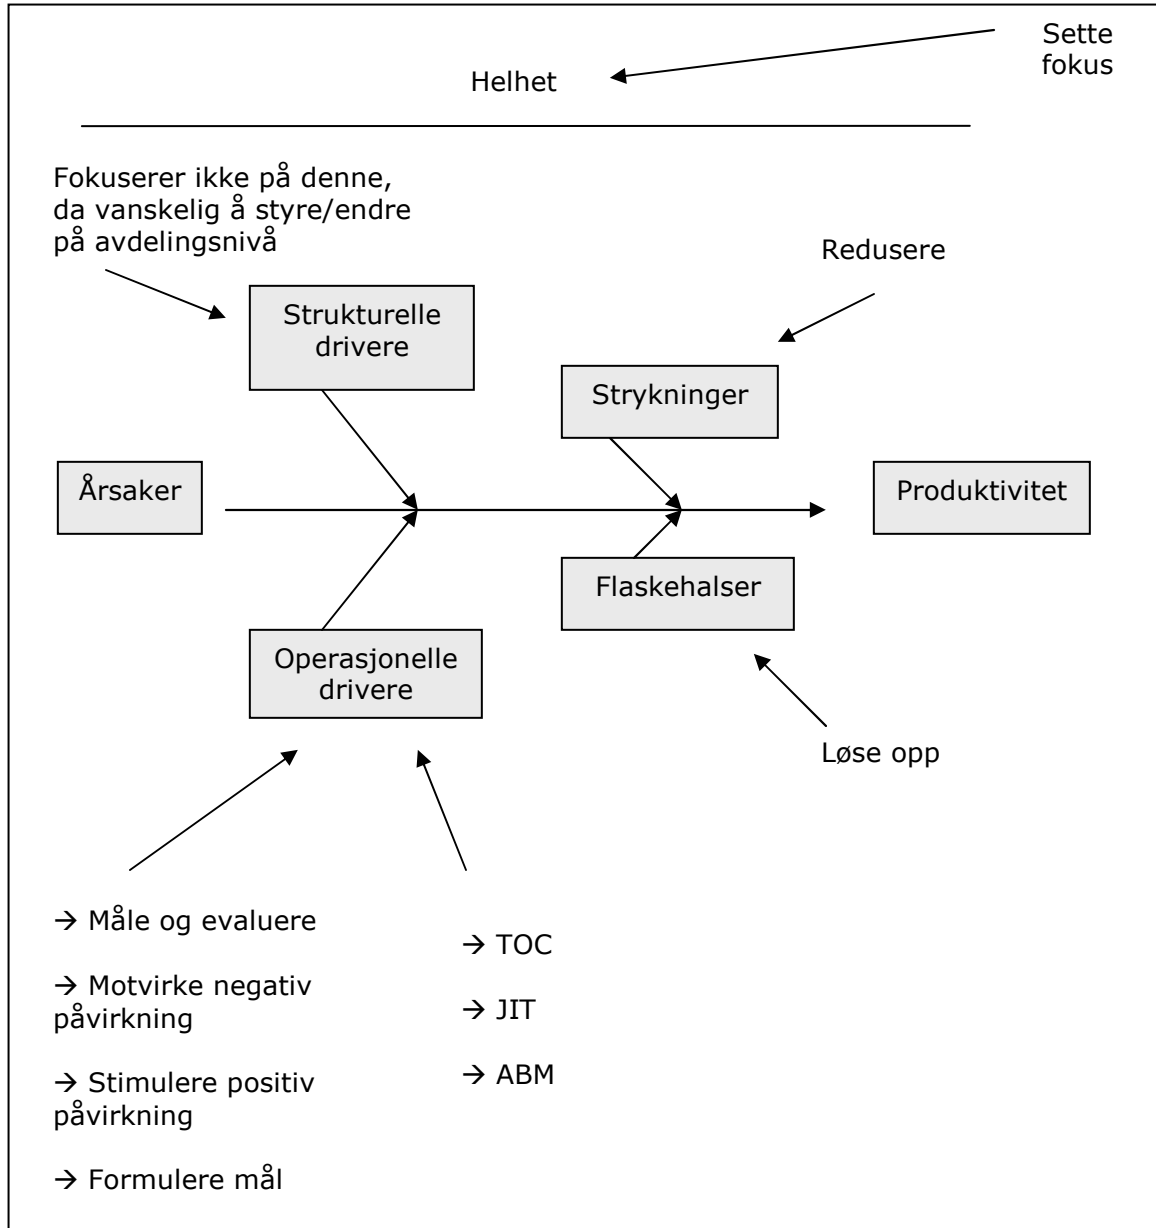 Sette
fokus
Helhet
Fokuserer ikke på denne,
da vanskelig å styre/endre
på avdelingsnivå
Redusere
Strukturelle
drivere
Strykninger
Årsaker
Produktivitet
Flaskehalser
Operasjonelle
drivere
Løse opp
→ Måle og evaluere
→ Motvirke negativ
påvirkning
→ Stimulere positiv
påvirkning
→ Formulere mål
→ TOC
→ JIT
→ ABM